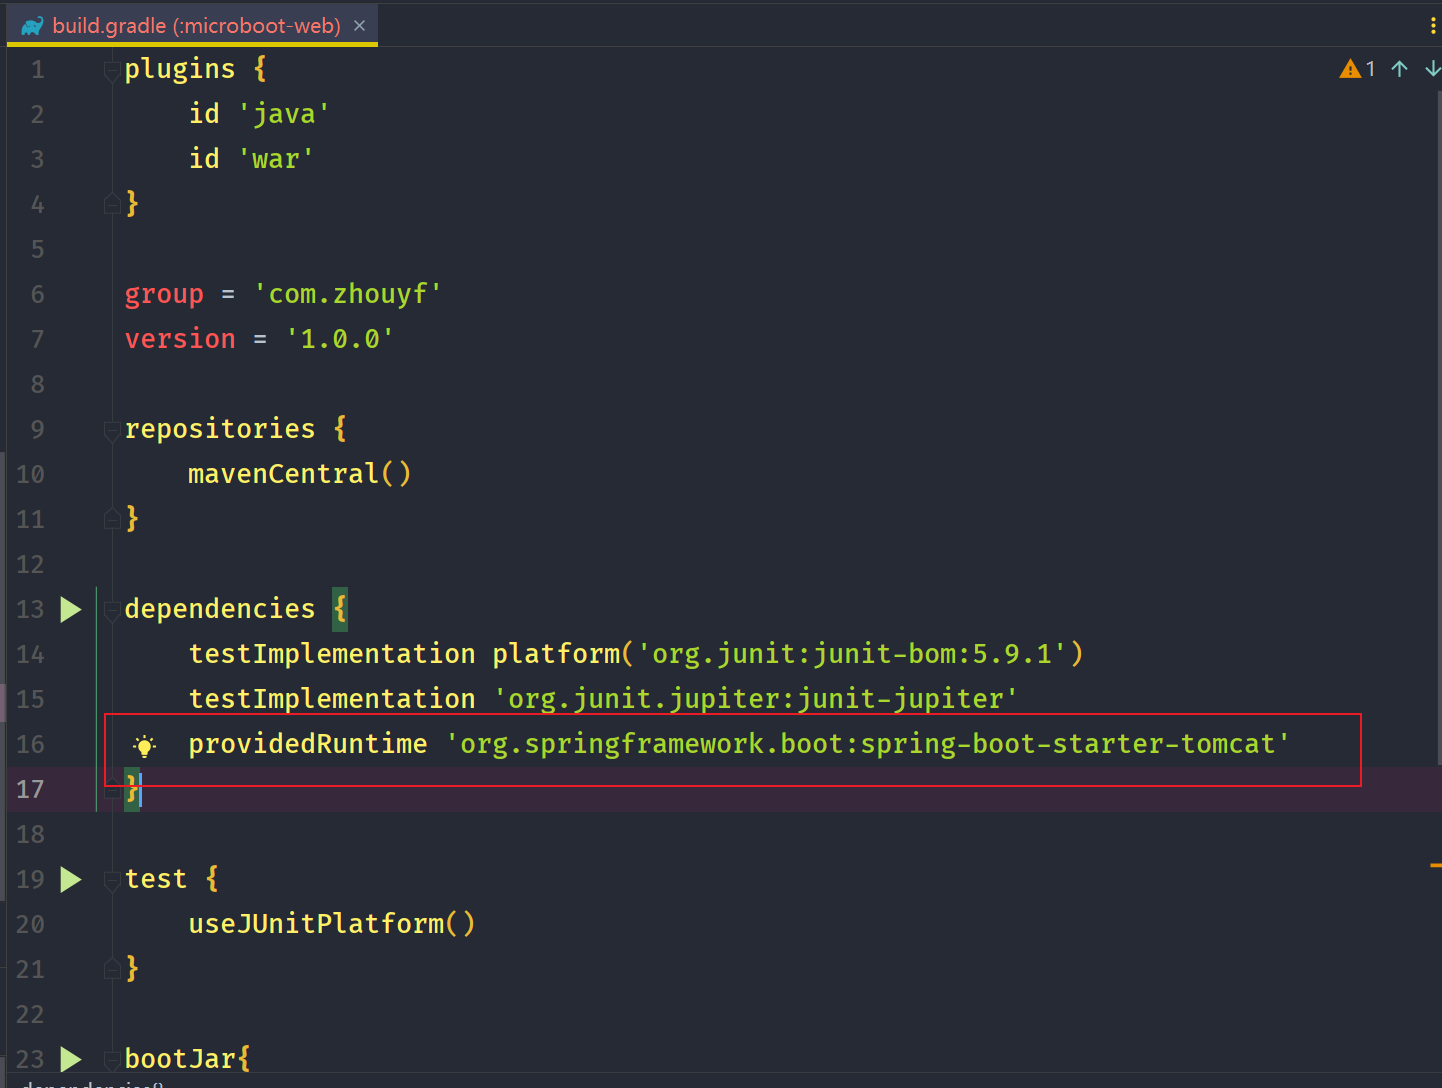 build.gradle (:microboot-web)
1 plugins {
1
2 id 'java'
3 id 'war'
4 }
5
6 group = 'com.zhouyf'
7 version = '1.0.0'
8
9 repositories {
10 mavenCentral()
11 }
12
13 dependencies {
14 testImplementation platform('org.junit:junit-bom:5.9.1')
15 testImplementation 'org.junit.jupiter:junit-jupiter'
16 providedRuntime 'org.springframework.boot:spring-boot-starter-tomcat'
17 }
18
19 test {
20 useJUnitPlatform()
21 }
22
23 bootJar{